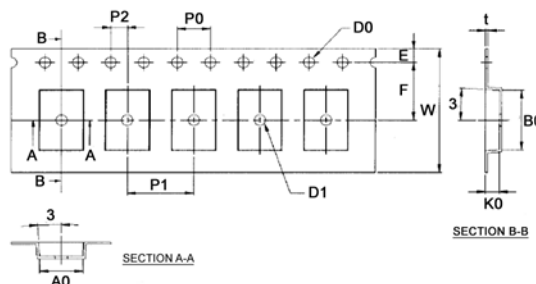 P2 P0 D0 t
B
E
F
W
3
B0
A A
B
P1 D1
K0
3
SECTION B-B
SECTION A-A
A0